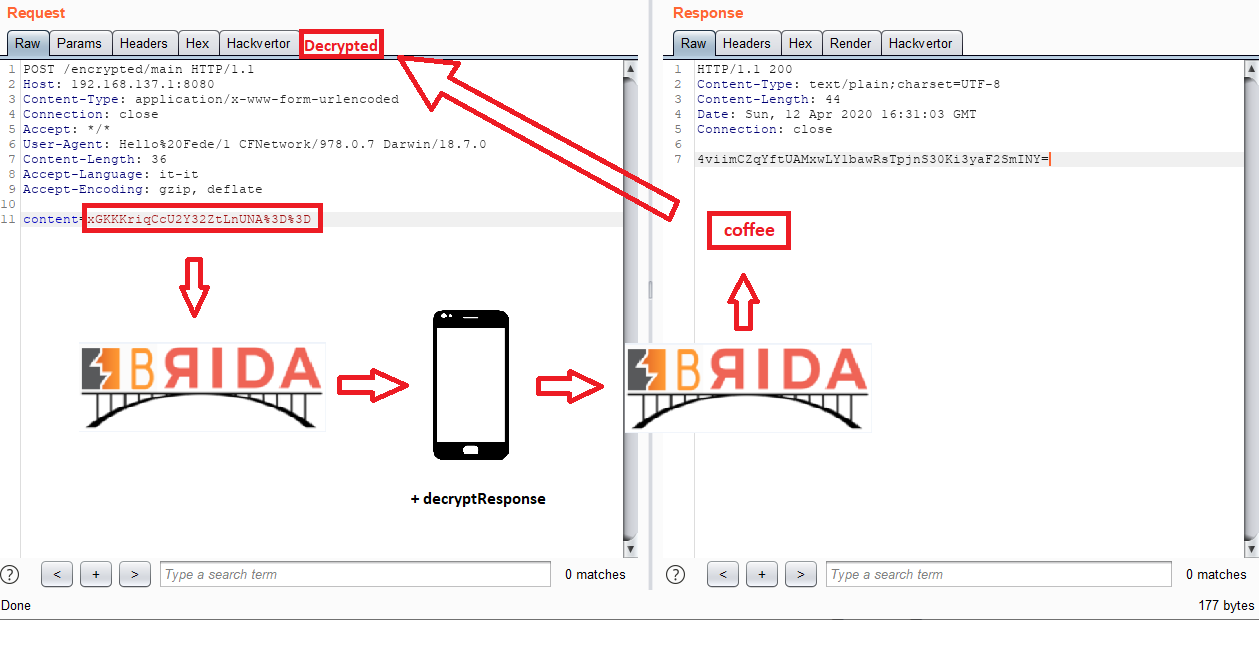 Request
Raw Params Headers Hex Hackvertor Decrypted
1 POST /encrypted/main HTTP/1.1
2 Host: 192.168.137.1:8080
3 Content-Type: application/x-www-form-urlencoded
4 Connection: close
5 Accept: */*
6 User-Agent: Hello%20Fede/1 CFNetwork/978.0.7 Darwin/18.7.0
7 Content-Length: 36
8 Accept-Language: it-it
9 Accept-Encoding: gzip, deflate
10
11 content=xGKKKriqCcU2Y32ZtLnUNA%3D%3D
BЯIDA
+ decryptResponse
? < + > Type a search term 0 matches
Done
Response
Raw Headers Hex Render Hackvertor
1 HTTP/1.1 200
2 Content-Type: text/plain;charset=UTF-8
3 Content-Length: 44
4 Date: Sun, 12 Apr 2020 16:31:03 GMT
5 Connection: close
6
7 4viimCZqYftUAMxwLYlbawRsTpjnS30Ki3yaF2SmINY=
coffee
BЯIDA
? < + > Type a search term 0 matches
177 bytes